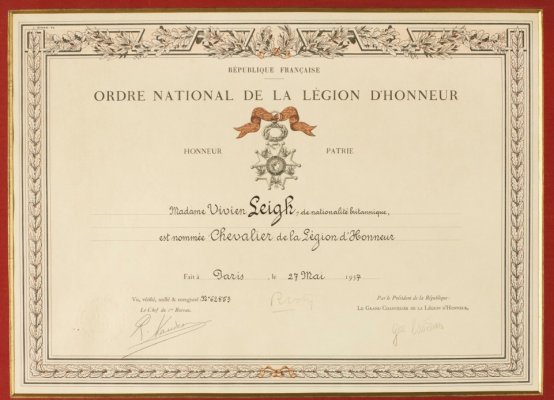 RÉPUBLIQUE FRANÇAISE
ORDRE NATIONAL DE LA LÉGION D'HONNEUR
HONNEUR PATRIE
Madame Vivien Leigh, de nationalité britannique,
est nommée Chevalier de la Légion d'Honneur
Fait à Paris, le 27 Mai 1957
Vu, vérifié, scellé & enregistré Par le Président de la République:
Le Chef du 1er Bureau, LE GRAND CHANCELIER DE LA LÉGION D'HONNEUR,